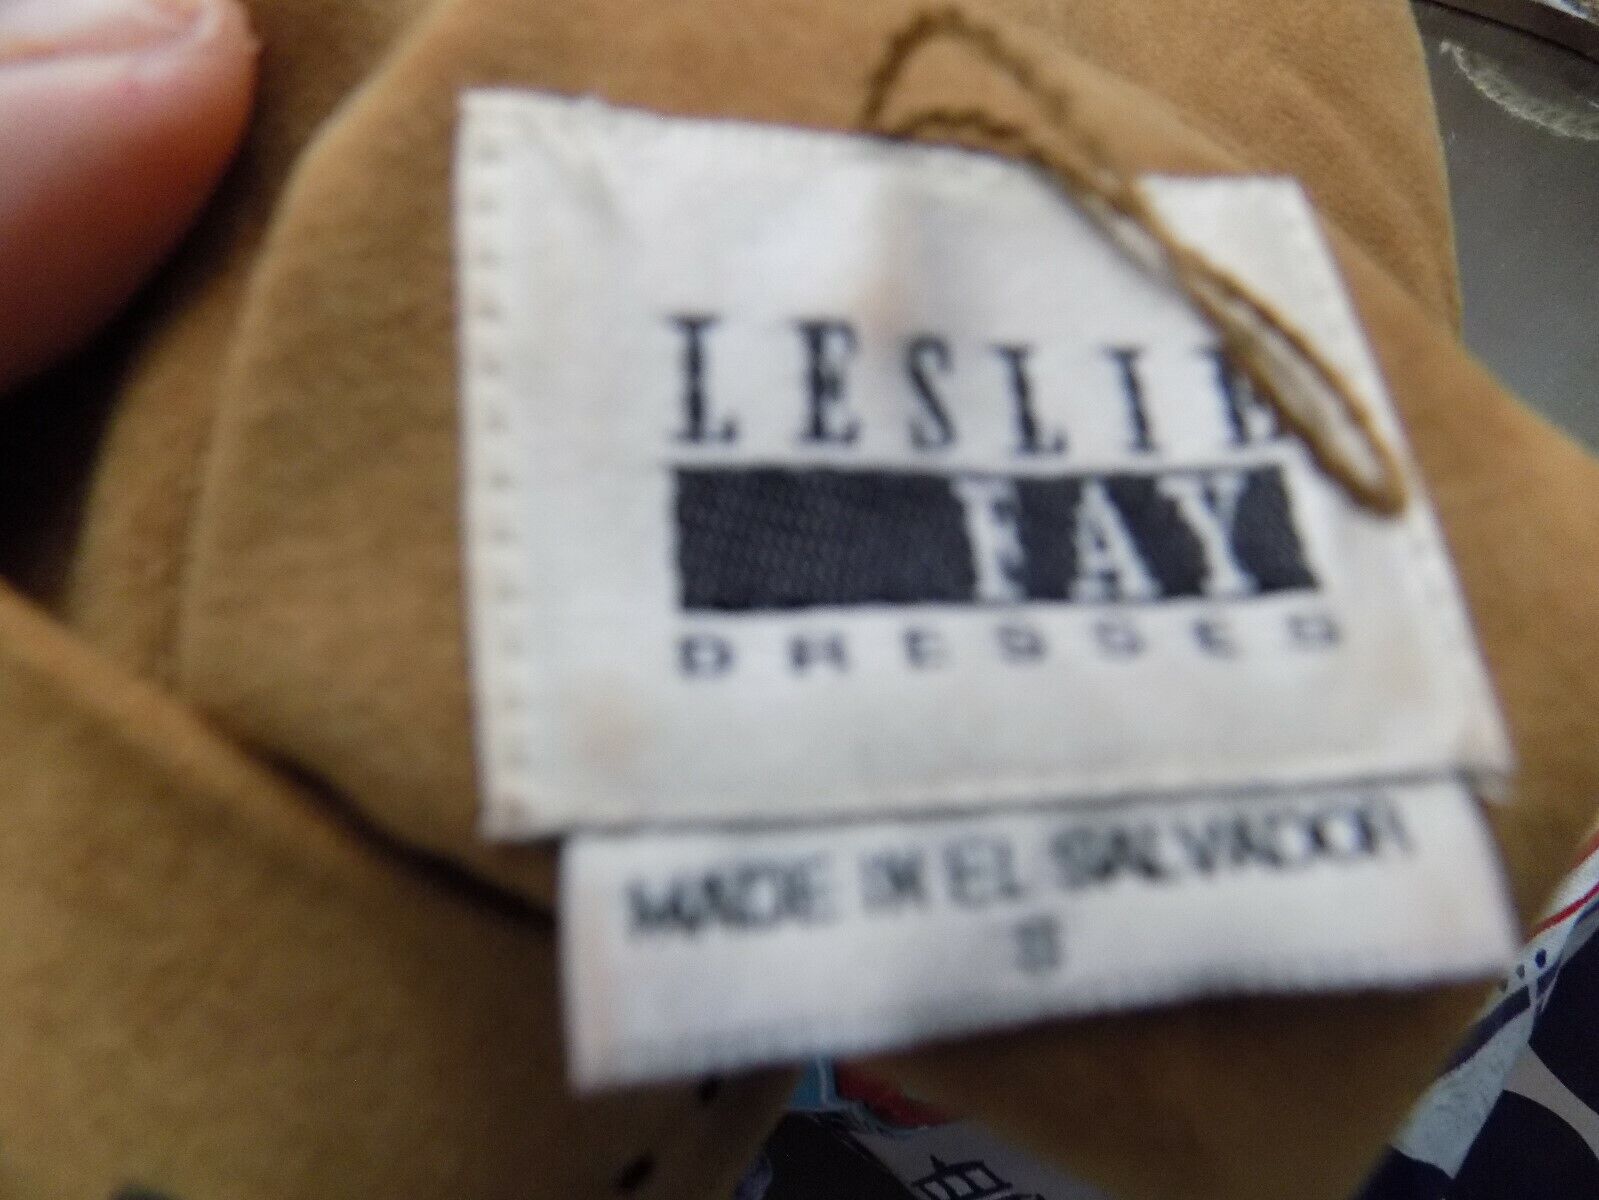 LESLIE
FAY
DRESSES
MADE IN EL SALVADOR